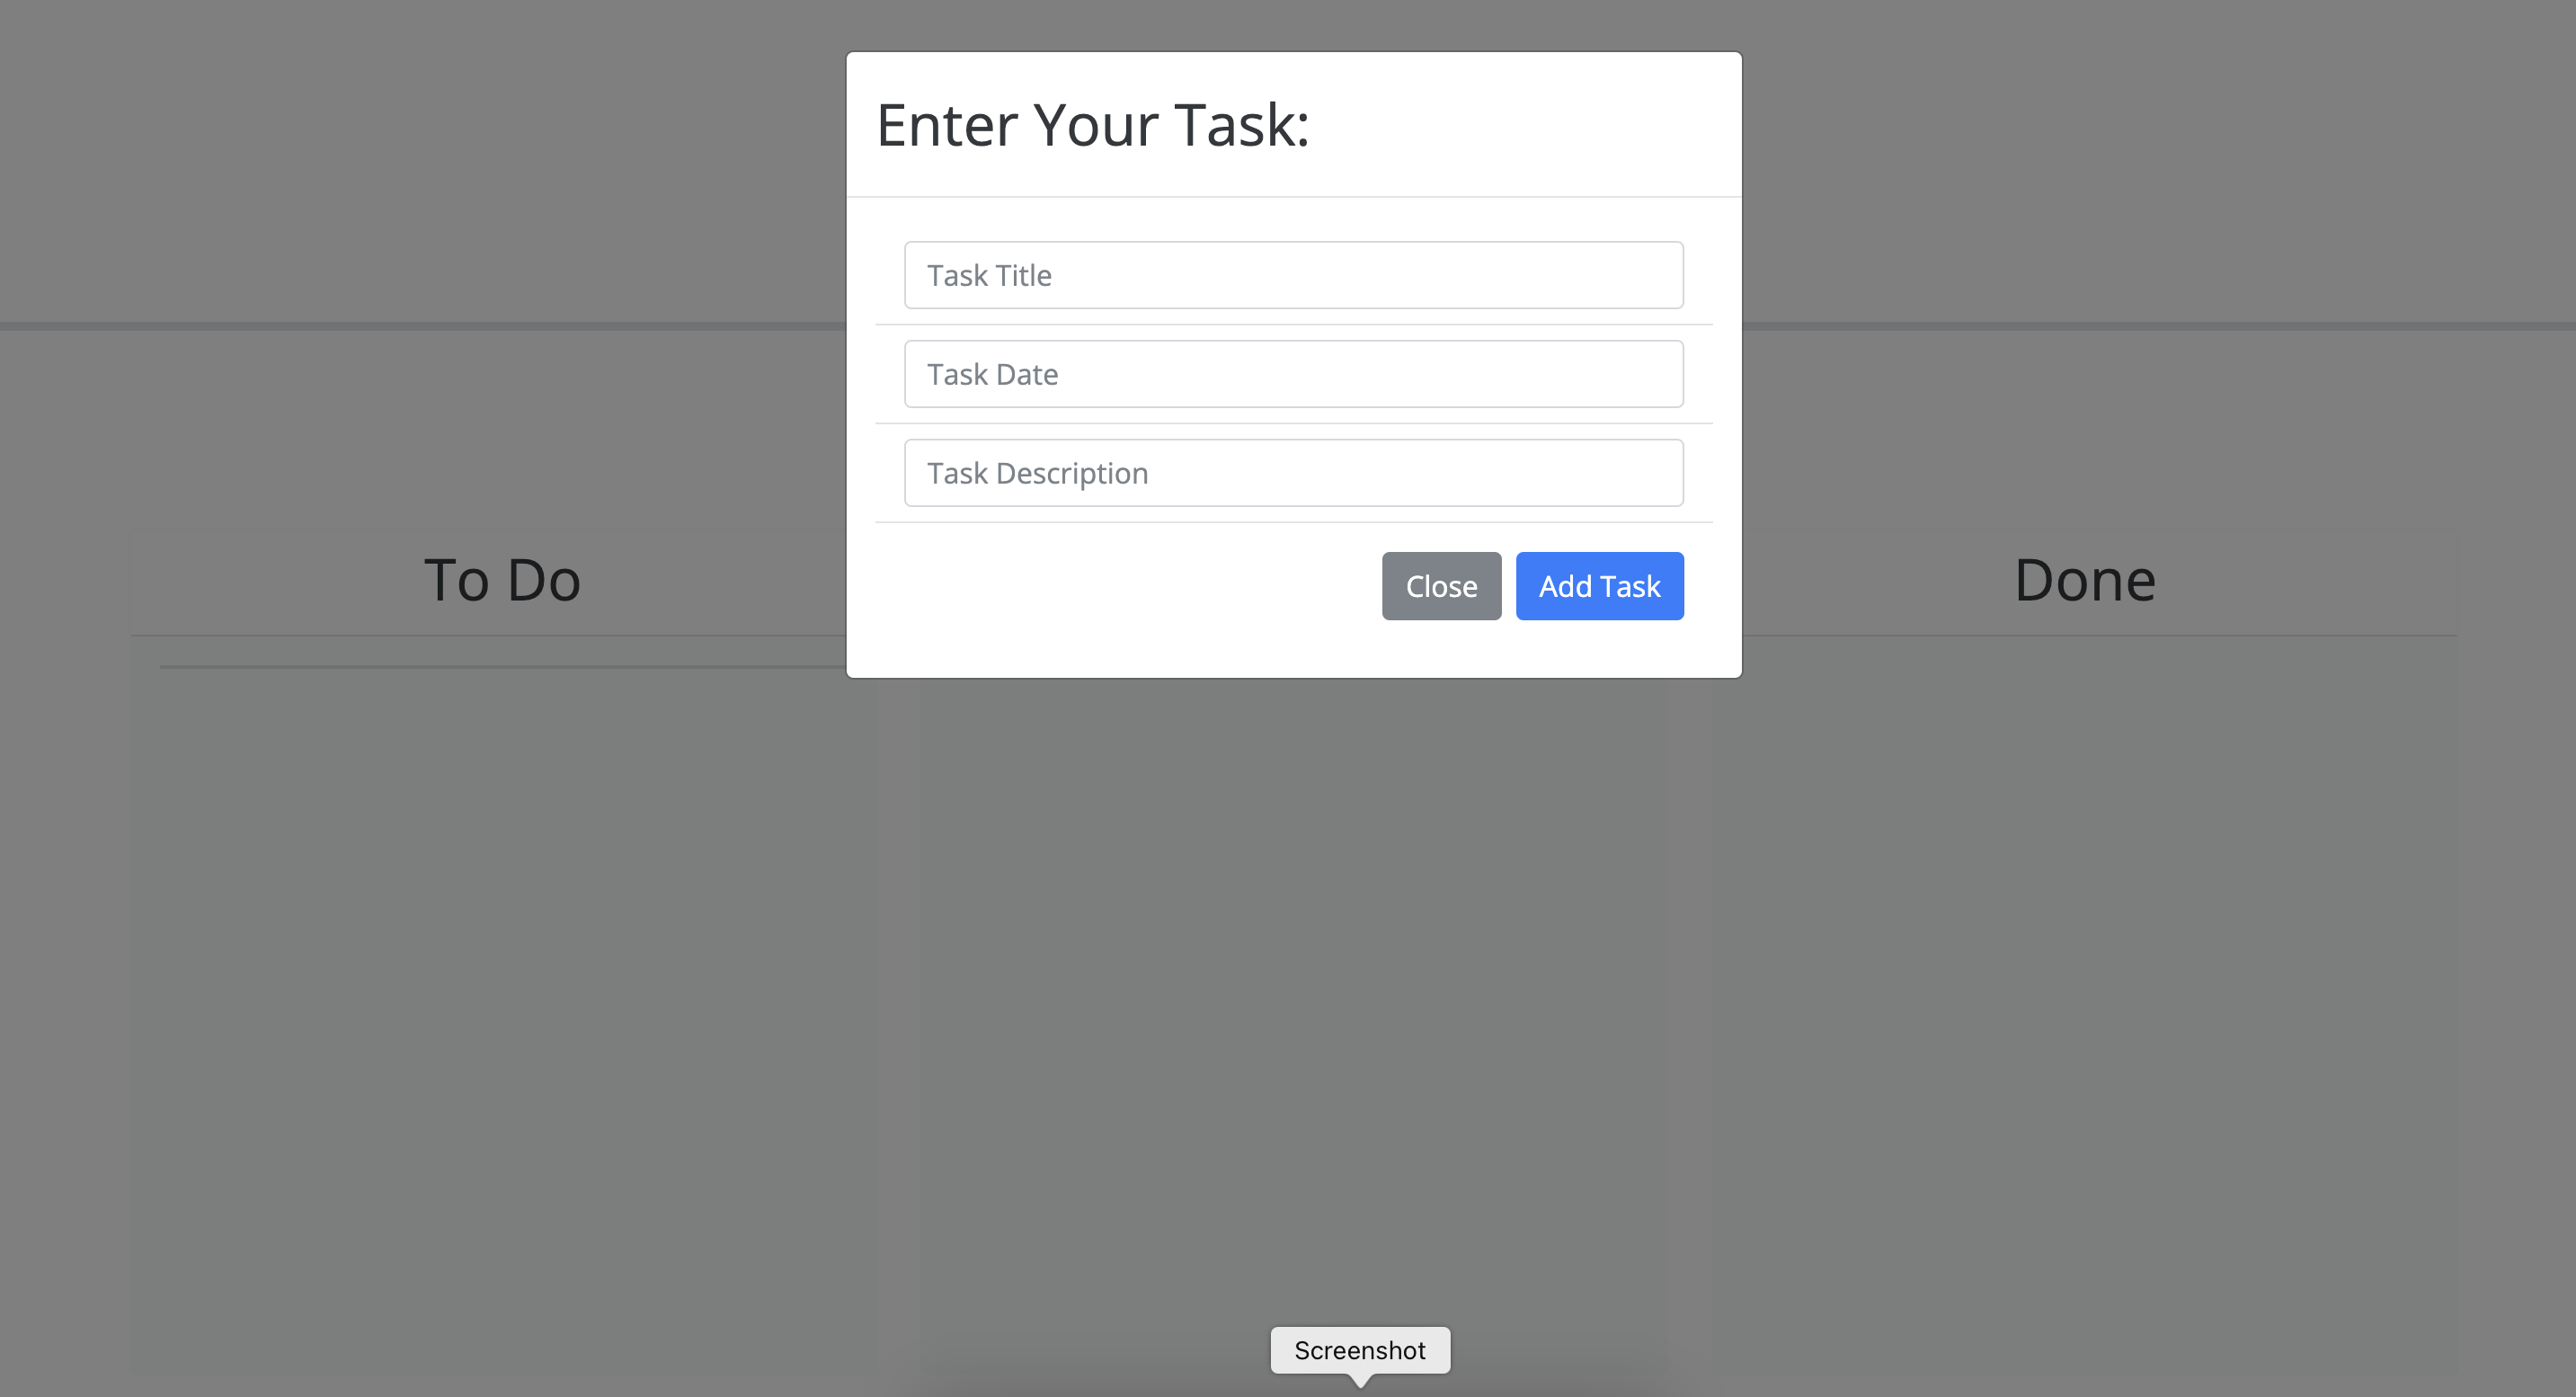 Enter Your Task:
Task Title
Task Date
Task Description
Close Add Task
To Do Done
Screenshot